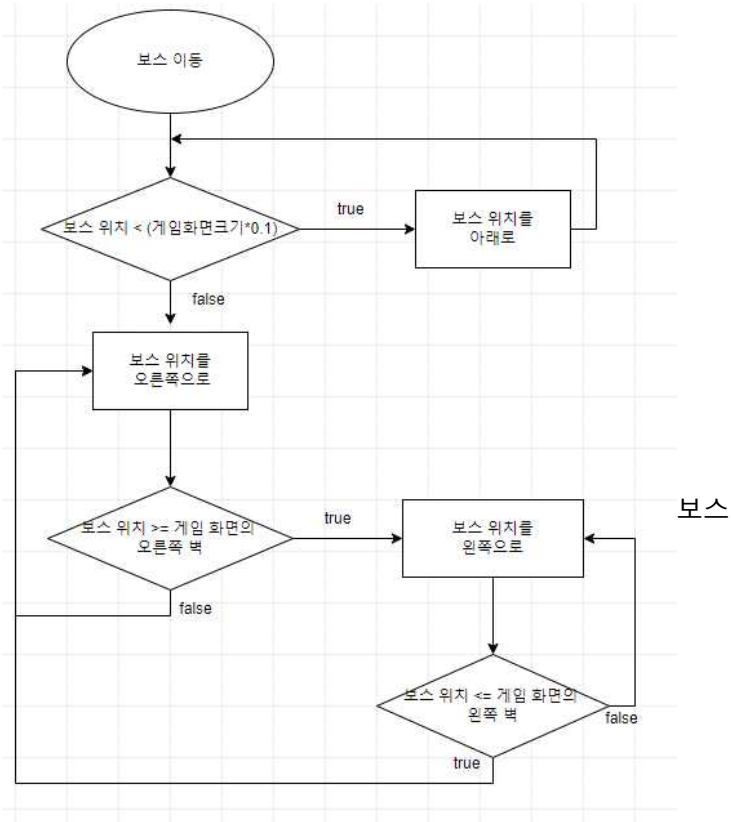 보스 이동
보스 위치 < (게임화면크기*0.1)
true
보스 위치를
아래로
false
보스 위치를
오른쪽으로
보스 위치 >= 게임 화면의
오른쪽 벽
true
보스 위치를
왼쪽으로
보스
false
보스 위치 <= 게임 화면의
왼쪽 벽
false
true